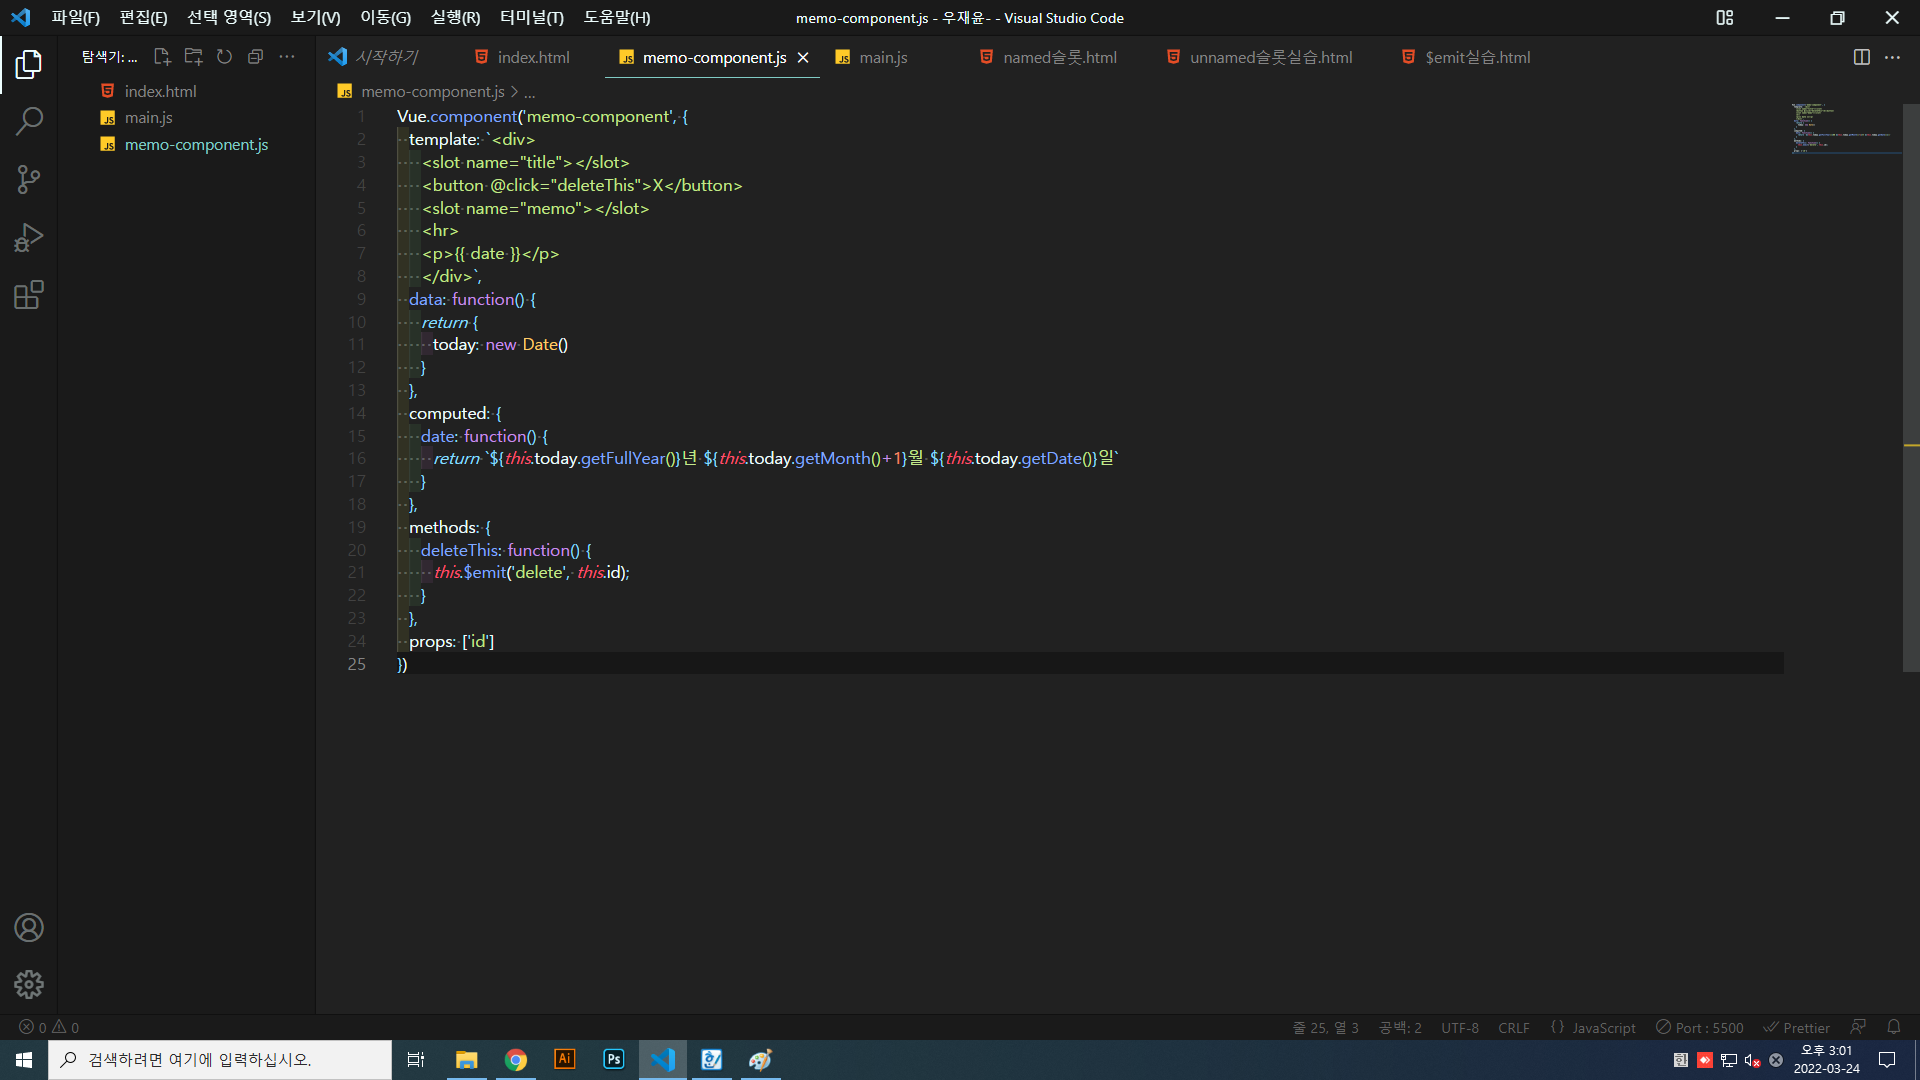 파일(F) 편집(E) 선택 영역(S) 보기(V) 이동(G) 실행(R) 터미널(T) 도움말(H) memo-component.js - 우재윤- - Visual Studio Code
탐색기: ... 시작하기 index.html memo-component.js main.js named슬롯.html unnamed슬롯실습.html $emit실습.html
index.html
main.js
memo-component.js
memo-component.js > ...
1 Vue.component('memo-component', {
2 template: `<div>
3 <slot name="title"></slot>
4 <button @click="deleteThis">X</button>
5 <slot name="memo"></slot>
6 <hr>
7 <p>{{ date }}</p>
8 </div>`,
9 data: function() {
10 return {
11 today: new Date()
12 }
13 },
14 computed: {
15 date: function() {
16 return `${this.today.getFullYear()}년 ${this.today.getMonth()+1}월 ${this.today.getDate()}일`
17 }
18 },
19 methods: {
20 deleteThis: function() {
21 this.$emit('delete', this.id);
22 }
23 },
24 props: ['id']
25 })
0 0 줄 25, 열 3 공백: 2 UTF-8 CRLF {} JavaScript Port : 5500 Prettier
검색하려면 여기에 입력하십시오. Ai Ps 한 오후 3:01
2022-03-24